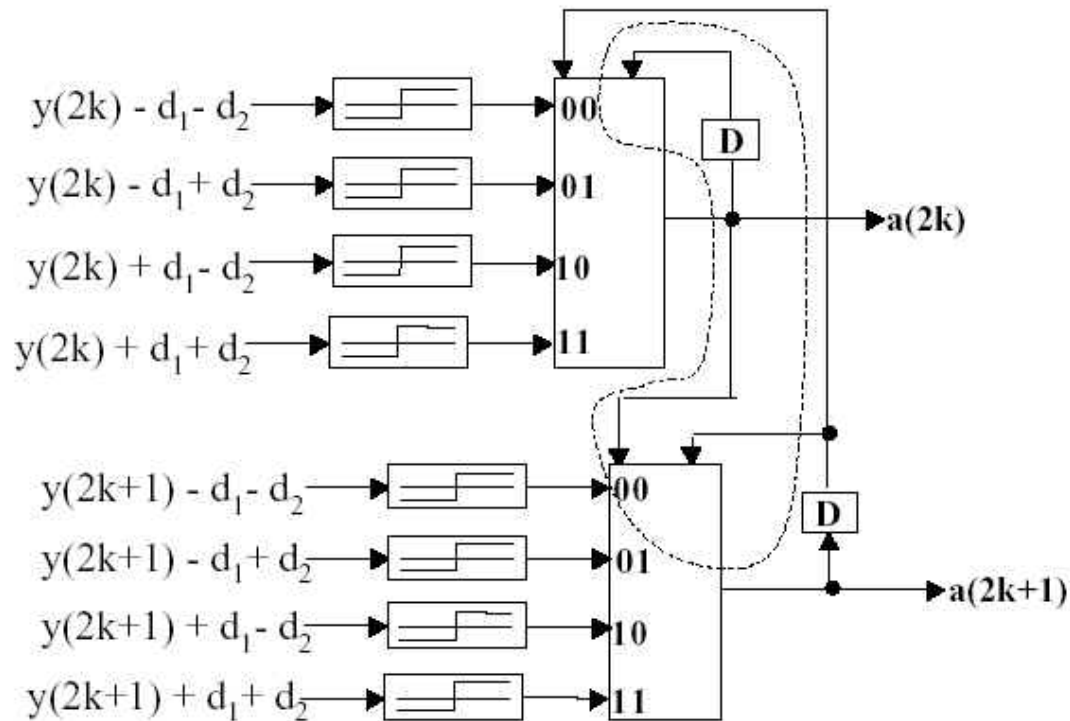 y(2k) - d₁- d₂
00
D
y(2k) - d₁+ d₂
01
a(2k)
y(2k) + d₁- d₂
10
y(2k) + d₁+ d₂
11
y(2k+1) - d₁- d₂
00
D
y(2k+1) - d₁+ d₂
01
a(2k+1)
y(2k+1) + d₁- d₂
10
y(2k+1) + d₁+ d₂
11